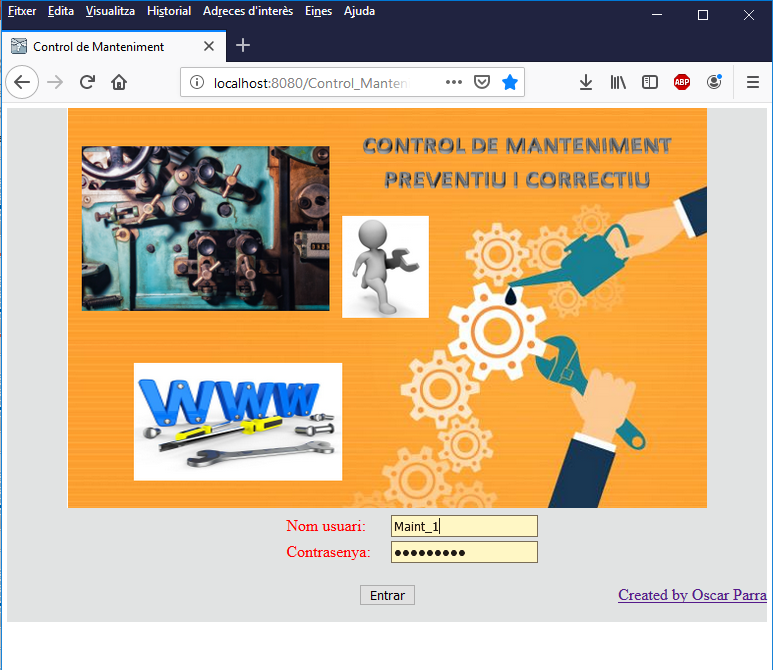 Fitxer Edita Visualitza Historial Adreces d'interès Eines Ajuda
Control de Manteniment
localhost:8080/Control_Manten
ABP
CONTROL DE MANTENIMENT
PREVENTIU I CORRECTIU
WWW
Nom usuari: Maint_1
Contrasenya: ●●●●●●●●●
Entrar
Created by Oscar Parra